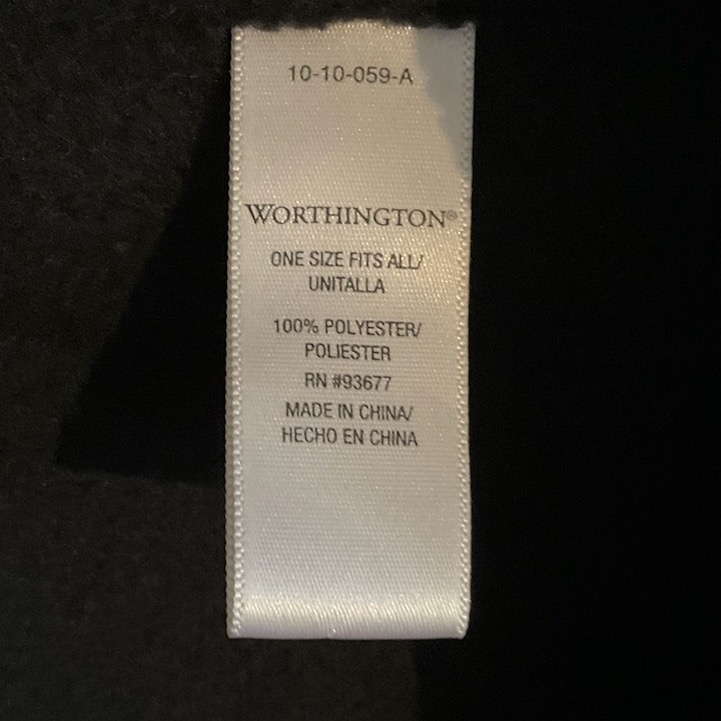 10-10-059-A
WORTHINGTON®
ONE SIZE FITS ALL/
UNITALLA
100% POLYESTER/
POLIESTER
RN #93677
MADE IN CHINA/
HECHO EN CHINA